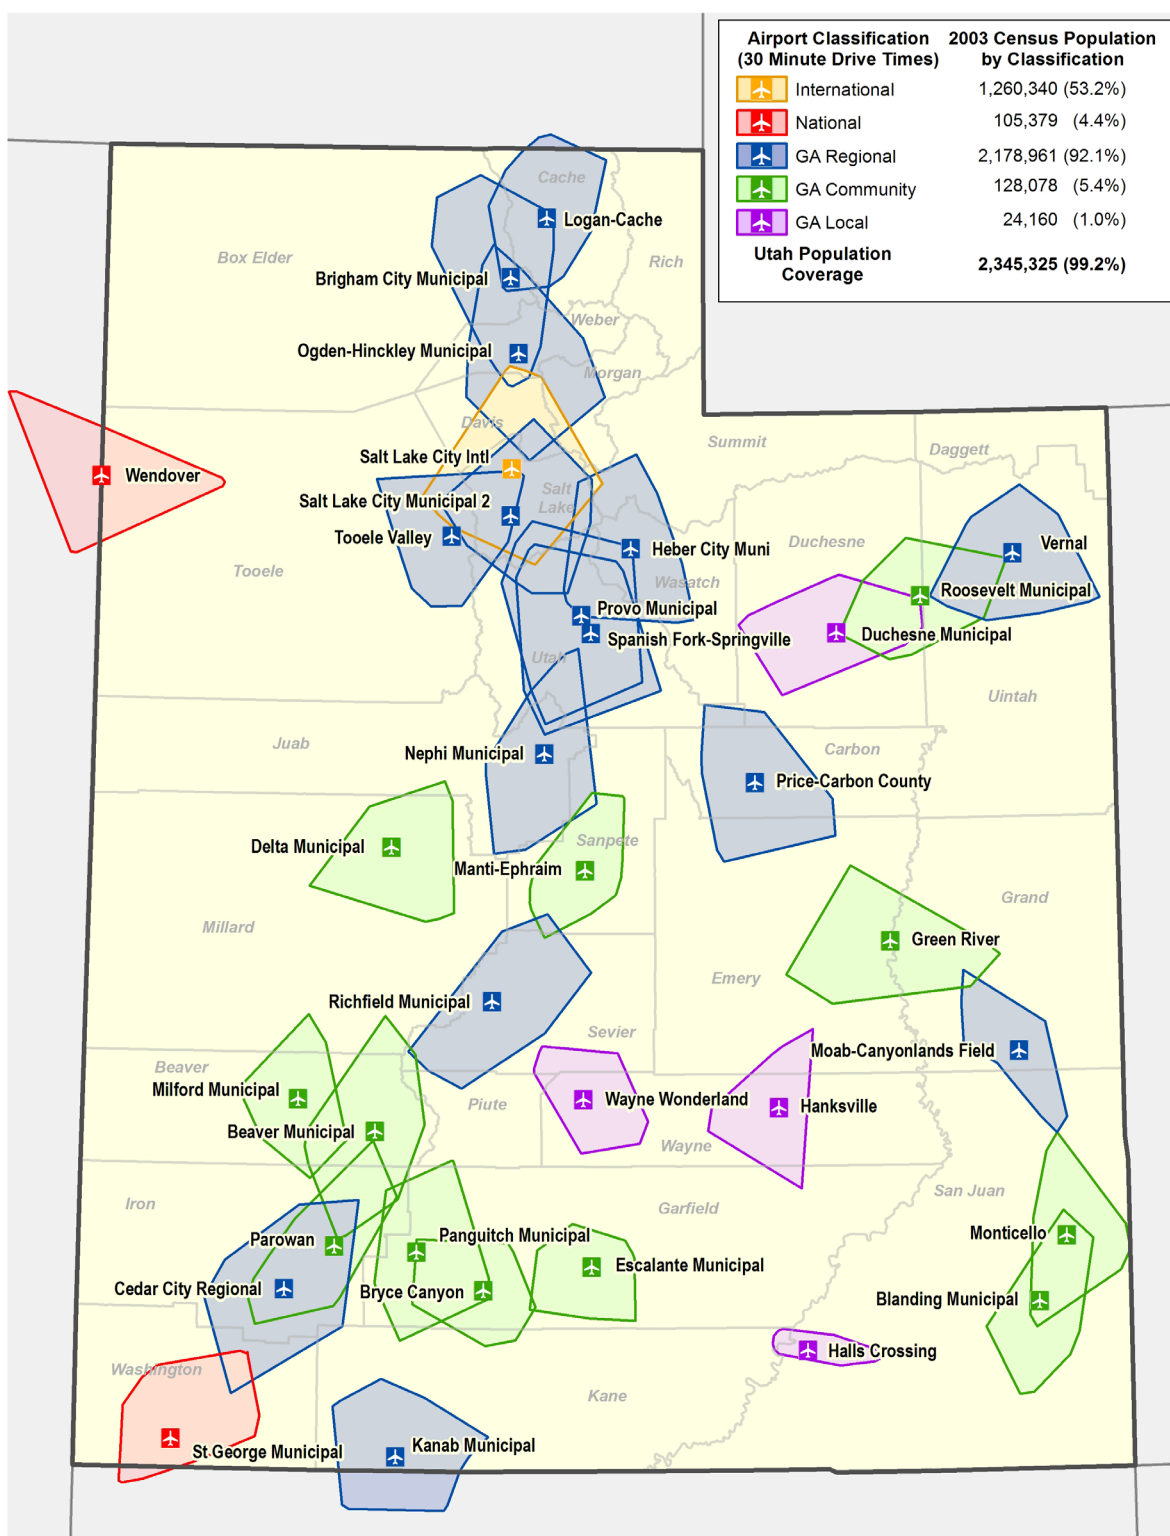 Airport Classification 2003 Census Population
(30 Minute Drive Times) by Classification
International 1,260,340 (53.2%)
National 105,379 (4.4%)
GA Regional 2,178,961 (92.1%)
GA Community 128,078 (5.4%)
GA Local 24,160 (1.0%)
Utah Population
Coverage 2,345,325 (99.2%)
Cache
Logan-Cache
Box Elder
Rich
Brigham City Municipal
Weber
Ogden-Hinckley Municipal
Morgan
Davis
Summit
Daggett
Salt Lake City Intl
Wendover
Salt
Lake
Salt Lake City Municipal 2
Tooele Valley
Heber City Muni
Duchesne
Vernal
Tooele
Wasatch
Roosevelt Municipal
Provo Municipal
Spanish Fork-Springville
Duchesne Municipal
Utah
Uintah
Juab
Nephi Municipal
Carbon
Price-Carbon County
Delta Municipal
Sanpete
Manti-Ephraim
Grand
Millard
Green River
Emery
Richfield Municipal
Sevier
Moab-Canyonlands Field
Beaver
Milford Municipal
Piute
Wayne Wonderland
Hanksville
Beaver Municipal
Wayne
San Juan
Iron
Garfield
Parowan
Panguitch Municipal
Monticello
Escalante Municipal
Cedar City Regional
Bryce Canyon
Blanding Municipal
Halls Crossing
Washington
Kane
St George Municipal
Kanab Municipal